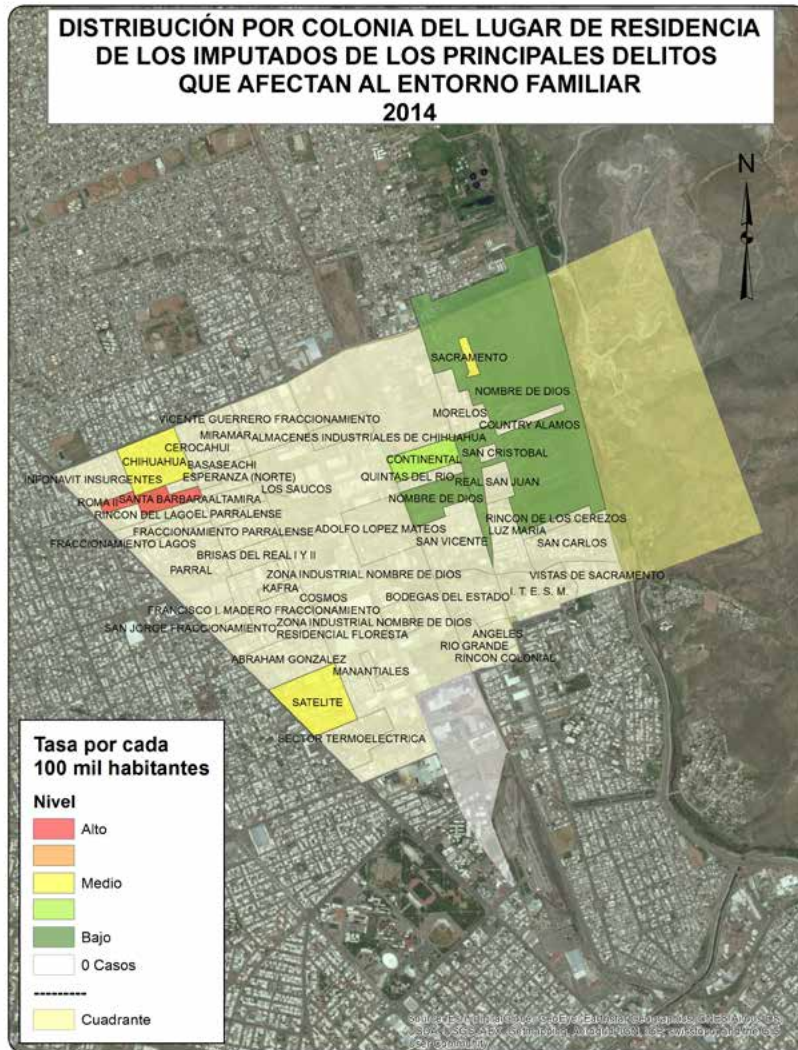 DISTRIBUCIÓN POR COLONIA DEL LUGAR DE RESIDENCIA
DE LOS IMPUTADOS DE LOS PRINCIPALES DELITOS
QUE AFECTAN AL ENTORNO FAMILIAR
2014
N
SACRAMENTO
NOMBRE DE DIOS
MORELOS
VICENTE GUERRERO FRACCIONAMIENTO
COUNTRY ALAMOS
MIRAMAR
ALMACENES INDUSTRIALES DE CHIHUAHUA
CEROCAHUI
SAN CRISTOBAL
CONTINENTAL
CHIHUAHUA
BASASEACHI
INFONAVIT INSURGENTES
ESPERANZA (NORTE)
QUINTAS DEL RIO
REAL SAN JUAN
LOS SAUCOS
ROMA II
SANTA BARBARA
ALTAMIRA
NOMBRE DE DIOS
RINCON DEL LAGO
EL PARRALENSE
RINCON DE LOS CEREZOS
FRACCIONAMIENTO PARRALENSE
ADOLFO LOPEZ MATEOS
LUZ MARÍA
FRACCIONAMIENTO LAGOS
SAN VICENTE
SAN CARLOS
BRISAS DEL REAL I Y II
PARRAL
ZONA INDUSTRIAL NOMBRE DE DIOS
VISTAS DE SACRAMENTO
KAFRA
COSMOS
BODEGAS DEL ESTADO
I. T. E. S. M.
FRANCISCO I. MADERO FRACCIONAMIENTO
SAN JORGE FRACCIONAMIENTO
ZONA INDUSTRIAL NOMBRE DE DIOS
RESIDENCIAL FLORESTA
ANGELES
RIO GRANDE
ABRAHAM GONZALEZ
RINCON COLONIAL
MANANTIALES
SATELITE
SECTOR TERMOELECTRICA
Tasa por cada
100 mil habitantes
Nivel
Alto
Medio
Bajo
0 Casos
---------
Cuadrante